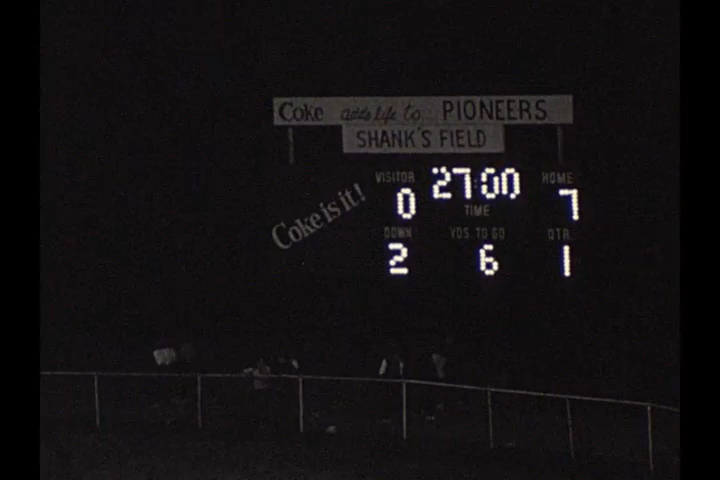 Coke adds life to PIONEERS
SHANK'S FIELD
Coke is it!
VISITOR 27:00 HOME
0 TIME 7
DOWN YDS. TO GO QTR.
2 6 1